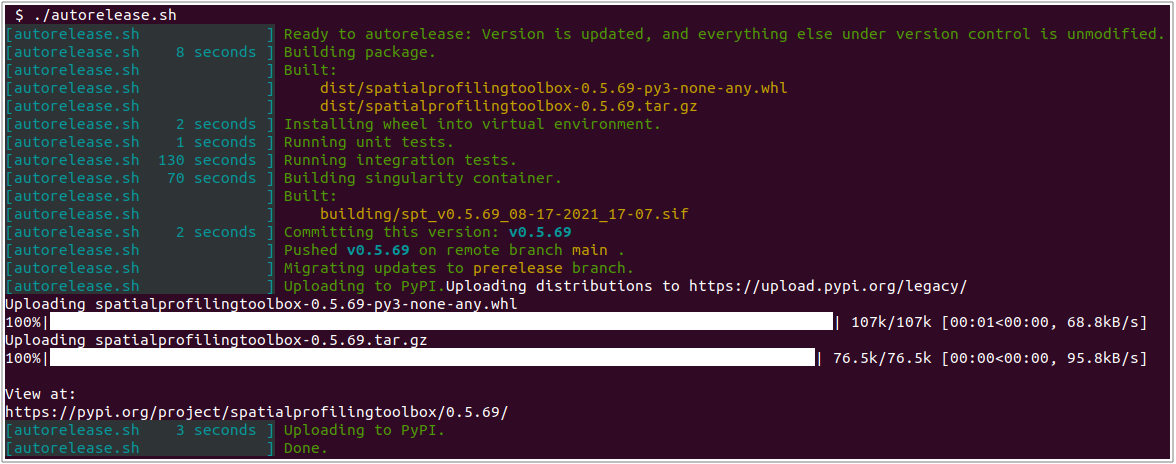 $ ./autorelease.sh
[autorelease.sh               ] Ready to autorelease: Version is updated, and everything else under version control is unmodified.
[autorelease.sh    8 seconds ] Building package.
[autorelease.sh               ] Built:
dist/spatialprofilingtoolbox-0.5.69-py3-none-any.whl
[autorelease.sh               ]     dist/spatialprofilingtoolbox-0.5.69.tar.gz
[autorelease.sh    2 seconds ] Installing wheel into virtual environment.
[autorelease.sh    1 seconds ] Running unit tests.
[autorelease.sh  130 seconds ] Running integration tests.
[autorelease.sh   70 seconds ] Building singularity container.
[autorelease.sh               ] Built:
[autorelease.sh               ]     building/spt_v0.5.69_08-17-2021_17-07.sif
[autorelease.sh    2 seconds ] Committing this version: v0.5.69
[autorelease.sh               ] Pushed v0.5.69 on remote branch main .
[autorelease.sh               ] Migrating updates to prerelease branch.
[autorelease.sh               ] Uploading to PyPI.Uploading distributions to https://upload.pypi.org/legacy/
Uploading spatialprofilingtoolbox-0.5.69-py3-none-any.whl
100%| | 107k/107k [00:01<00:00, 68.8kB/s]
Uploading spatialprofilingtoolbox-0.5.69.tar.gz
100%| | 76.5k/76.5k [00:00<00:00, 95.8kB/s]
View at:
https://pypi.org/project/spatialprofilingtoolbox/0.5.69/
[autorelease.sh    3 seconds ] Uploading to PyPI.
[autorelease.sh               ] Done.